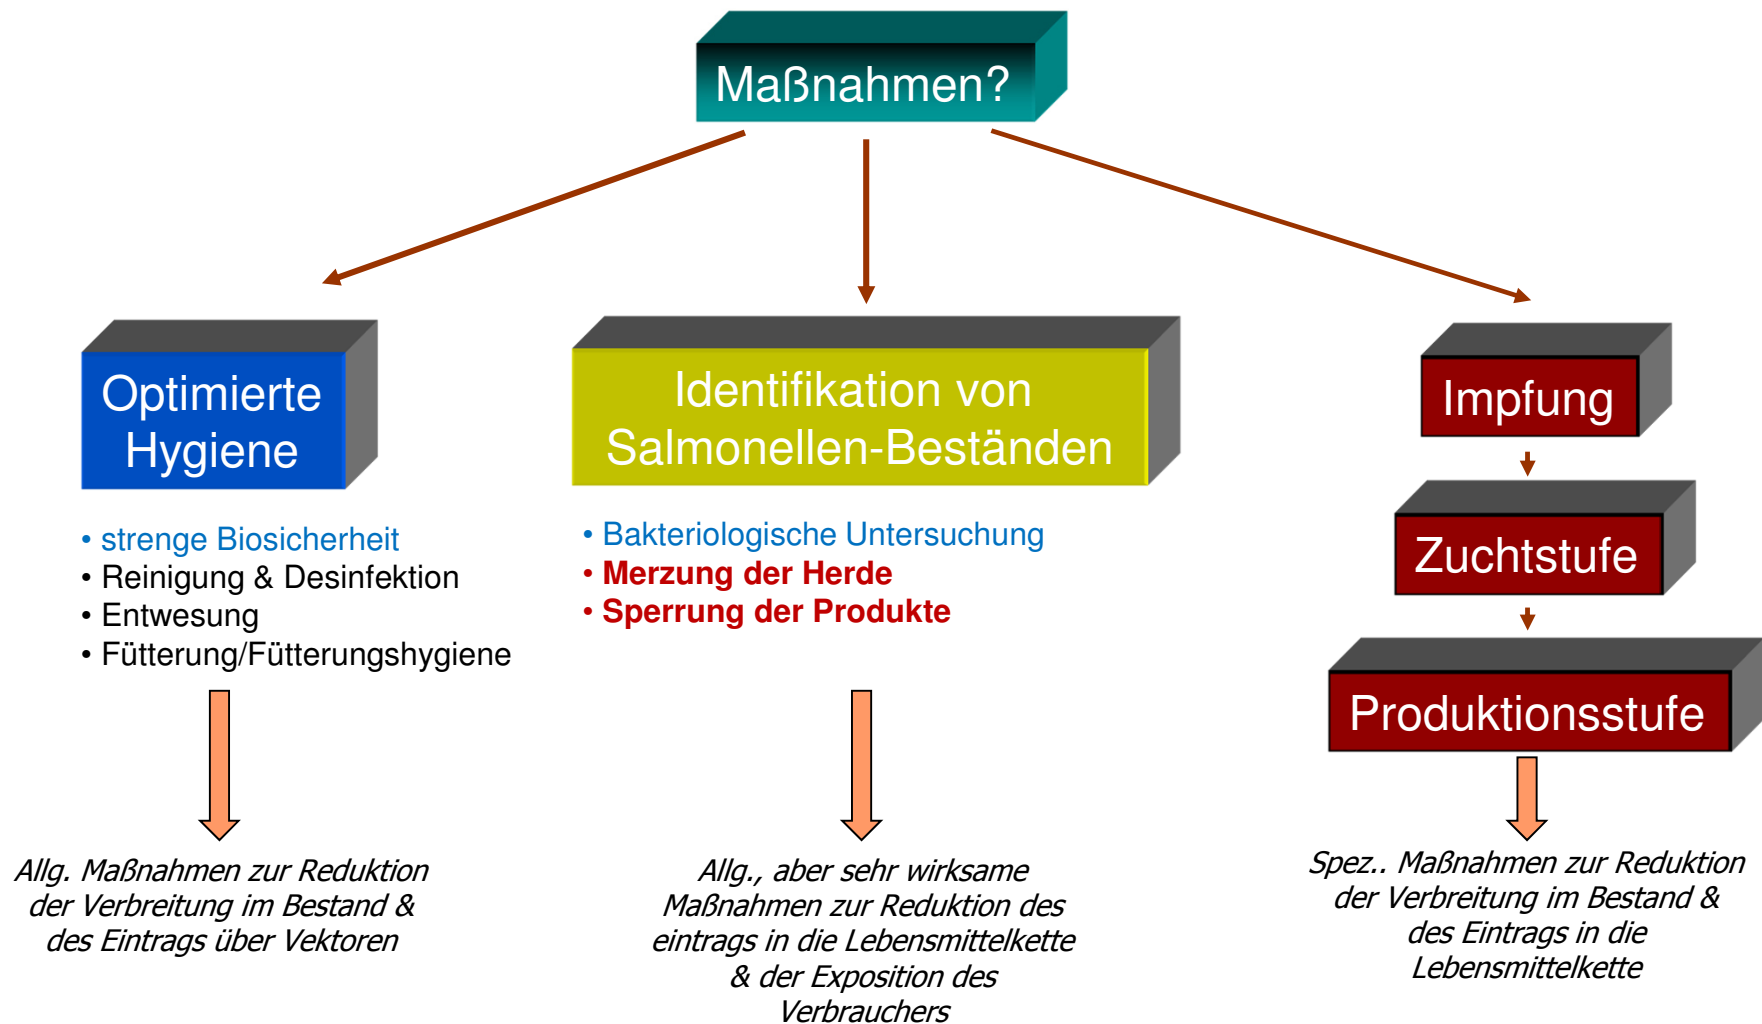 Maßnahmen?
Optimierte
Hygiene
• strenge Biosicherheit
• Reinigung & Desinfektion
• Entwesung
• Fütterung/Fütterungshygiene
Allg. Maßnahmen zur Reduktion
der Verbreitung im Bestand &
des Eintrags über Vektoren
Identifikation von
Salmonellen-Beständen
• Bakteriologische Untersuchung
• Merzung der Herde
• Sperrung der Produkte
Allg., aber sehr wirksame
Maßnahmen zur Reduktion des
eintrags in die Lebensmittelkette
& der Exposition des
Verbrauchers
Impfung
Zuchtstufe
Produktionsstufe
Spez.. Maßnahmen zur Reduktion
der Verbreitung im Bestand &
des Eintrags in die
Lebensmittelkette